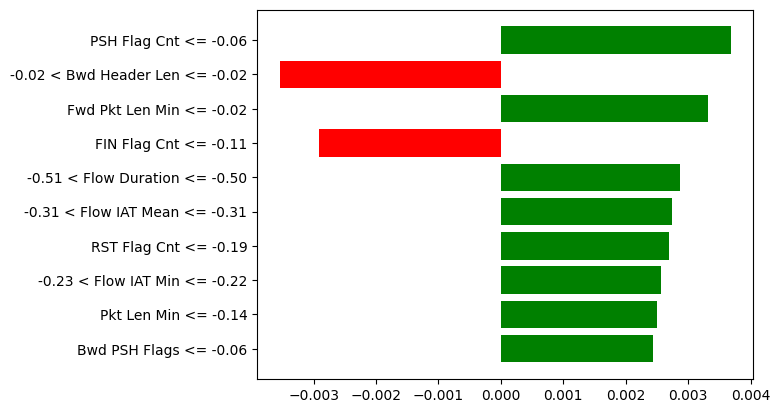 PSH Flag Cnt <= -0.06
-0.02 < Bwd Header Len <= -0.02
Fwd Pkt Len Min <= -0.02
FIN Flag Cnt <= -0.11
-0.51 < Flow Duration <= -0.50
-0.31 < Flow IAT Mean <= -0.31
RST Flag Cnt <= -0.19
-0.23 < Flow IAT Min <= -0.22
Pkt Len Min <= -0.14
Bwd PSH Flags <= -0.06
−0.003 −0.002 −0.001 0.000 0.001 0.002 0.003 0.004